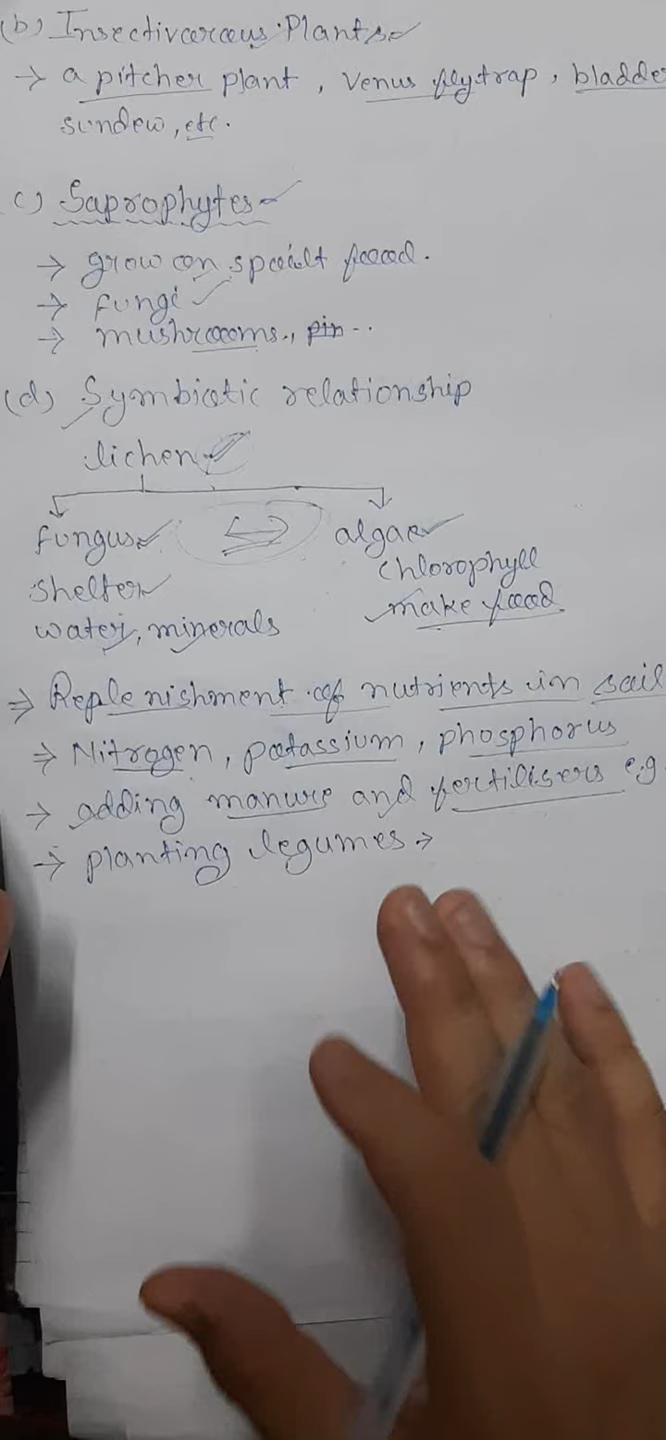 (b) Insectivorous Plants
→ a pitcher plant, Venus flytrap, bladde
sundew, etc.
c) Saprophytes
→ grow on spoilt food.
→ fungi
→ mushrooms., pin..
(d) Symbiotic relationship
lichen
fungus ⇔ algae
shelter chlorophyll
water, minerals make food.
⇒ Replenishment of nutrients in soil
⇒ Nitrogen, potassium, phosphorus
→ adding manure and fertilisers e.g.
→ planting legumes →